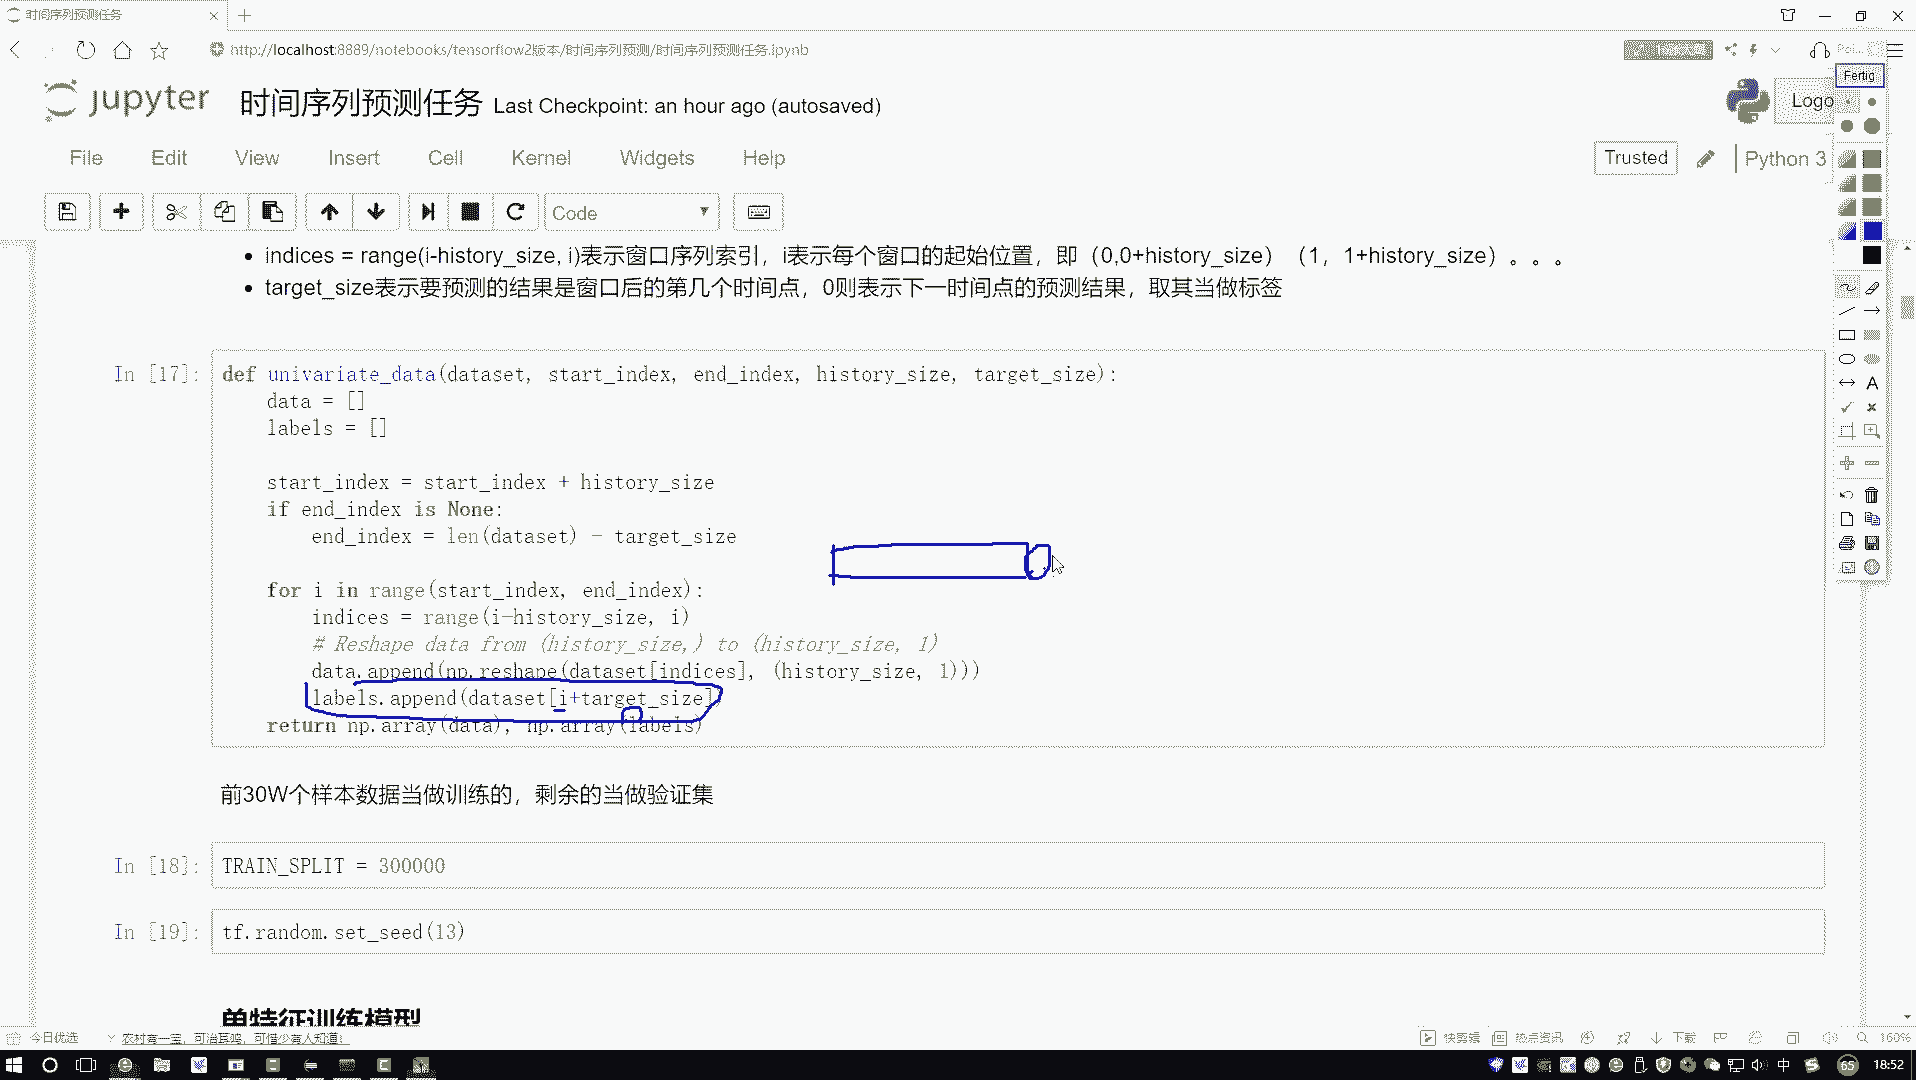 时间序列预测任务
http://localhost:8889/notebooks/tensorflow2版本/时间序列预测/时间序列预测任务.ipynb
jupyter 时间序列预测任务 Last Checkpoint: an hour ago (autosaved)
Logo
Fertig
File Edit View Insert Cell Kernel Widgets Help
Trusted
Python 3
Code
indices = range(i-history_size, i)表示窗口序列索引，i表示每个窗口的起始位置，即（0,0+history_size）（1，1+history_size）。。。
target_size表示要预测的结果是窗口后的第几个时间点，0则表示下一时间点的预测结果，取其当做标签
In [17]:
def univariate_data(dataset, start_index, end_index, history_size, target_size):
data = []
labels = []
start_index = start_index + history_size
if end_index is None:
end_index = len(dataset) - target_size
for i in range(start_index, end_index):
indices = range(i-history_size, i)
# Reshape data from (history_size,) to (history_size, 1)
data.append(np.reshape(dataset[indices], (history_size, 1)))
labels.append(dataset[i+target_size])
return np.array(data), np.array(labels)
前30W个样本数据当做训练的，剩余的当做验证集
In [18]: TRAIN_SPLIT = 300000
In [19]: tf.random.set_seed(13)
单特征训练模型
今日优选
农村有一宝，可治耳鸣，可惜少有人知道！
快剪辑
热点资讯
下载
160%
中
65
18:52